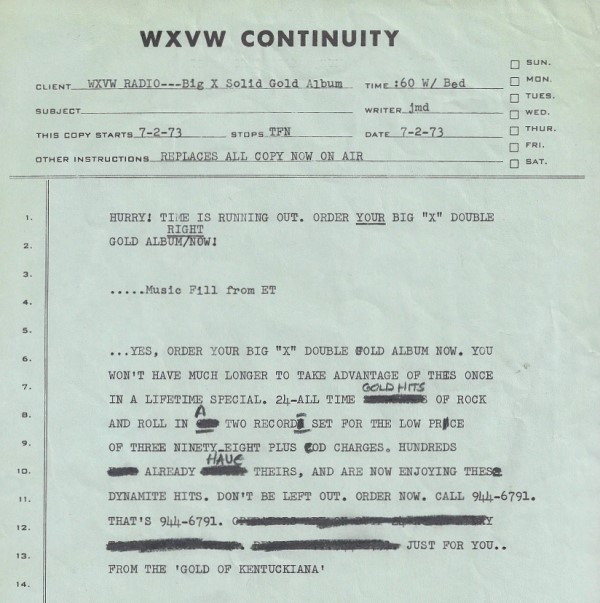 WXVW CONTINUITY
CLIENT WXVW RADIO---Big X Solid Gold Album TIME :60 W/ Bed
SUBJECT WRITER jmd
THIS COPY STARTS 7-2-73 STOPS TFN DATE 7-2-73
OTHER INSTRUCTIONS REPLACES ALL COPY NOW ON AIR
SUN.
MON.
TUES.
WED.
THUR.
FRI.
SAT.
1. HURRY! TIME IS RUNNING OUT. ORDER YOUR BIG "X" DOUBLE
RIGHT
2. GOLD ALBUM/NOW!
3.
.....Music Fill from ET
4.
5.
6. ...YES, ORDER YOUR BIG "X" DOUBLE GOLD ALBUM NOW. YOU
WON'T HAVE MUCH LONGER TO TAKE ADVANTAGE OF THIS ONCE
7. GOLD HITS
IN A LIFETIME SPECIAL. 24-ALL TIME OF ROCK
8. A
AND ROLL IN TWO RECORD SET FOR THE LOW PRICE
9. OF THREE NINETY-EIGHT PLUS COD CHARGES. HUNDREDS
HAVE
10. ALREADY THEIRS, AND ARE NOW ENJOYING THESE
11. DYNAMITE HITS. DON'T BE LEFT OUT. ORDER NOW. CALL 944-6791.
12. THAT'S 944-6791.
13. JUST FOR YOU..
FROM THE 'GOLD OF KENTUCKIANA'
14.